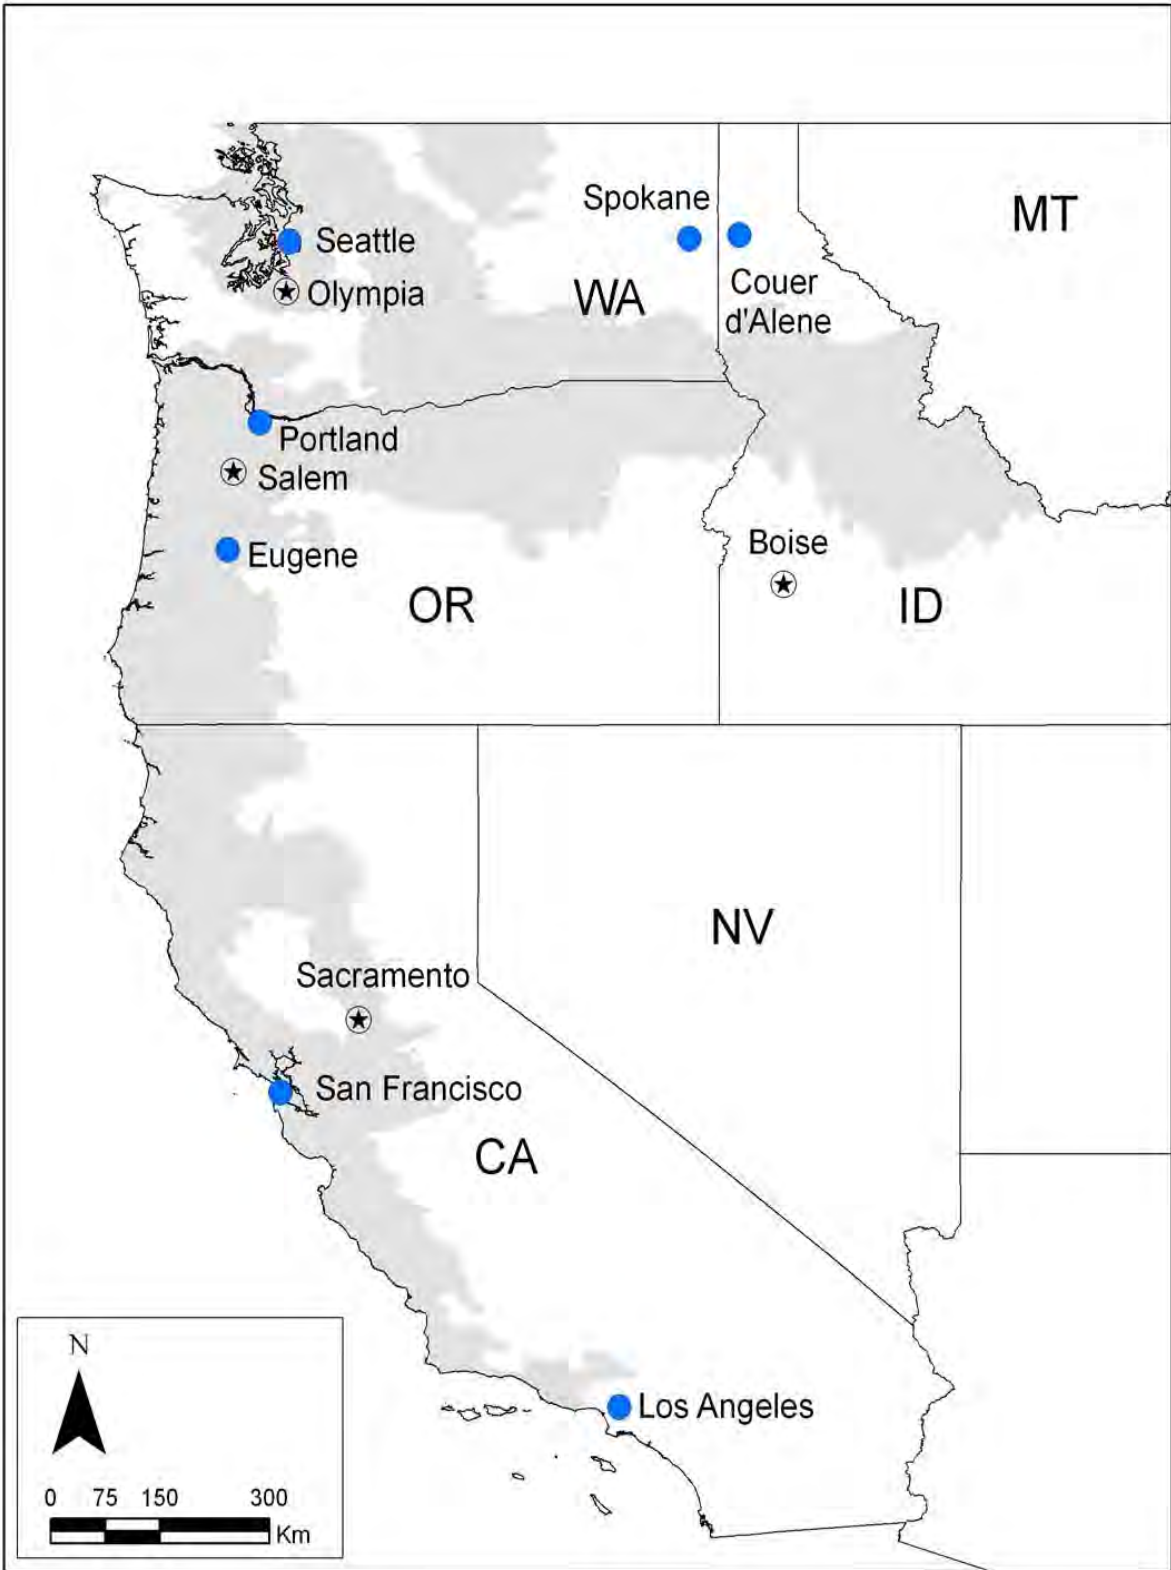 Spokane
MT
Seattle
Couer
d'Alene
Olympia
WA
Portland
Salem
Boise
Eugene
OR
ID
NV
Sacramento
San Francisco
CA
N
Los Angeles
0 75 150 300
Km